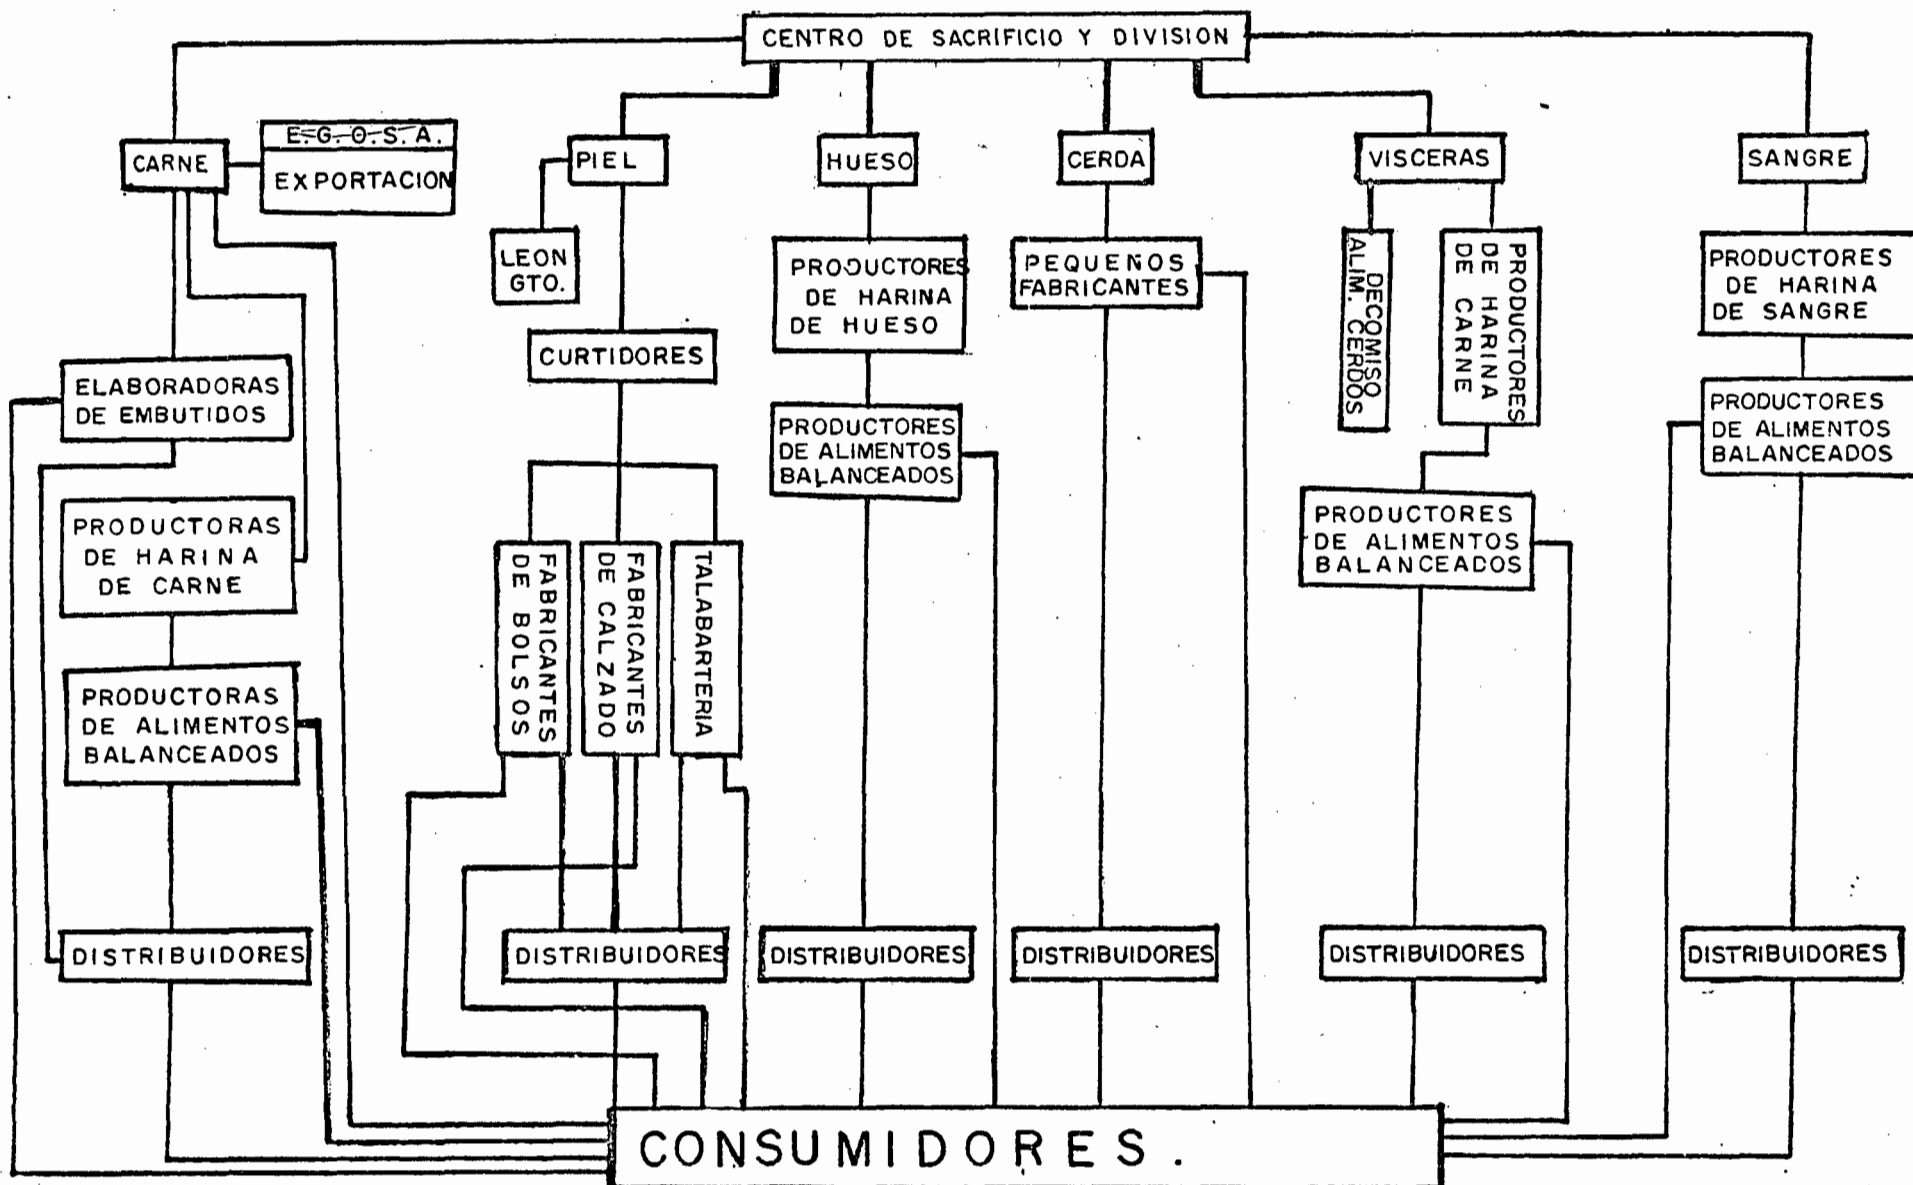 CENTRO DE SACRIFICIO Y DIVISION
CARNE
E.G.O.S.A.
EXPORTACION
PIEL
HUESO
CERDA
VISCERAS
SANGRE
LEON
GTO.
PRODUCTORES
DE HARINA
DE HUESO
PEQUEÑOS
FABRICANTES
DECOMISO
ALIM. CERDOS
PRODUCTORES
DE HARINA
DE CARNE
PRODUCTORES
DE HARINA
DE SANGRE
ELABORADORAS
DE EMBUTIDOS
CURTIDORES
PRODUCTORES
DE ALIMENTOS
BALANCEADOS
PRODUCTORES
DE ALIMENTOS
BALANCEADOS
PRODUCTORAS
DE HARINA
DE CARNE
FABRICANTES
DE BOLSOS
FABRICANTES
DE CALZADO
TALABARTERIA
PRODUCTORES
DE ALIMENTOS
BALANCEADOS
PRODUCTORAS
DE ALIMENTOS
BALANCEADOS
DISTRIBUIDORES
DISTRIBUIDORES
DISTRIBUIDORES
DISTRIBUIDORES
DISTRIBUIDORES
DISTRIBUIDORES
CONSUMIDORES.